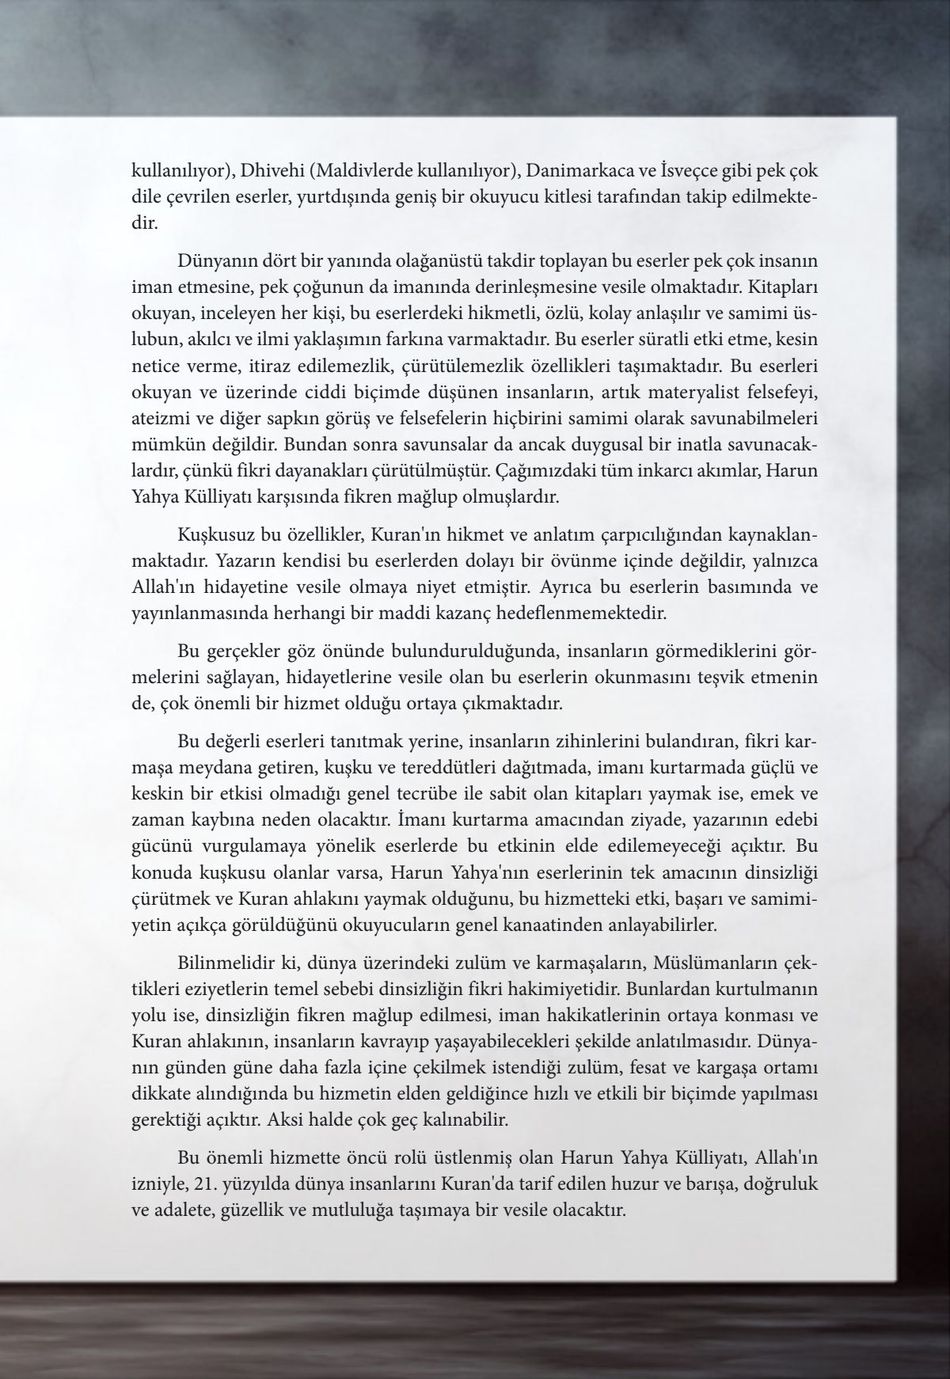 kullanılıyor), Dhivehi (Maldivlerde kullanılıyor), Danimarkaca ve İsveçce gibi pek çok
dile çevrilen eserler, yurtdışında geniş bir okuyucu kitlesi tarafından takip edilmekte-
dir.
Dünyanın dört bir yanında olağanüstü takdir toplayan bu eserler pek çok insanın
iman etmesine, pek çoğunun da imanında derinleşmesine vesile olmaktadır. Kitapları
okuyan, inceleyen her kişi, bu eserlerdeki hikmetli, özlü, kolay anlaşılır ve samimi üs-
lubun, akılcı ve ilmi yaklaşımın farkına varmaktadır. Bu eserler süratli etki etme, kesin
netice verme, itiraz edilemezlik, çürütülemezlik özellikleri taşımaktadır. Bu eserleri
okuyan ve üzerinde ciddi biçimde düşünen insanların, artık materyalist felsefeyi,
ateizmi ve diğer sapkın görüş ve felsefelerin hiçbirini samimi olarak savunabilmeleri
mümkün değildir. Bundan sonra savunsalar da ancak duygusal bir inatla savunacak-
lardır, çünkü fikri dayanakları çürütülmüştür. Çağımızdaki tüm inkarcı akımlar, Harun
Yahya Külliyatı karşısında fikren mağlup olmuşlardır.
Kuşkusuz bu özellikler, Kuran'ın hikmet ve anlatım çarpıcılığından kaynaklan-
maktadır. Yazarın kendisi bu eserlerden dolayı bir övünme içinde değildir, yalnızca
Allah'ın hidayetine vesile olmaya niyet etmiştir. Ayrıca bu eserlerin basımında ve
yayınlanmasında herhangi bir maddi kazanç hedeflenmemektedir.
Bu gerçekler göz önünde bulundurulduğunda, insanların görmediklerini gör-
melerini sağlayan, hidayetlerine vesile olan bu eserlerin okunmasını teşvik etmenin
de, çok önemli bir hizmet olduğu ortaya çıkmaktadır.
Bu değerli eserleri tanıtmak yerine, insanların zihinlerini bulandıran, fikri kar-
maşa meydana getiren, kuşku ve tereddütleri dağıtmada, imanı kurtarmada güçlü ve
keskin bir etkisi olmadığı genel tecrübe ile sabit olan kitapları yaymak ise, emek ve
zaman kaybına neden olacaktır. İmanı kurtarma amacından ziyade, yazarının edebi
gücünü vurgulamaya yönelik eserlerde bu etkinin elde edilemeyeceği açıktır. Bu
konuda kuşkusu olanlar varsa, Harun Yahya'nın eserlerinin tek amacının dinsizliği
çürütmek ve Kuran ahlakını yaymak olduğunu, bu hizmetteki etki, başarı ve samimi-
yetin açıkça görüldüğünü okuyucuların genel kanaatinden anlayabilirler.
Bilinmelidir ki, dünya üzerindeki zulüm ve karmaşaların, Müslümanların çek-
tikleri eziyetlerin temel sebebi dinsizliğin fikri hakimiyetidir. Bunlardan kurtulmanın
yolu ise, dinsizliğin fikren mağlup edilmesi, iman hakikatlerinin ortaya konması ve
Kuran ahlakının, insanların kavrayıp yaşayabilecekleri şekilde anlatılmasıdır. Dünya-
nın günden güne daha fazla içine çekilmek istendiği zulüm, fesat ve kargaşa ortamı
dikkate alındığında bu hizmetin elden geldiğince hızlı ve etkili bir biçimde yapılması
gerektiği açıktır. Aksi halde çok geç kalınabilir.
Bu önemli hizmette öncü rolü üstlenmiş olan Harun Yahya Külliyatı, Allah'ın
izniyle, 21. yüzyılda dünya insanlarını Kuran'da tarif edilen huzur ve barışa, doğruluk
ve adalete, güzellik ve mutluluğa taşımaya bir vesile olacaktır.